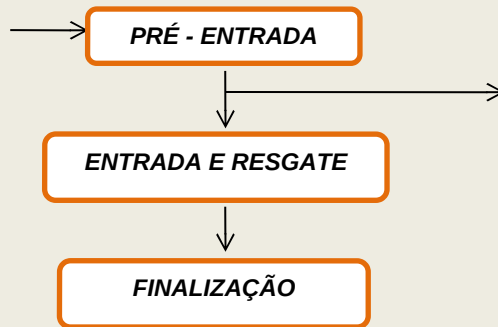 PRÉ - ENTRADA
ENTRADA E RESGATE
FINALIZAÇÃO